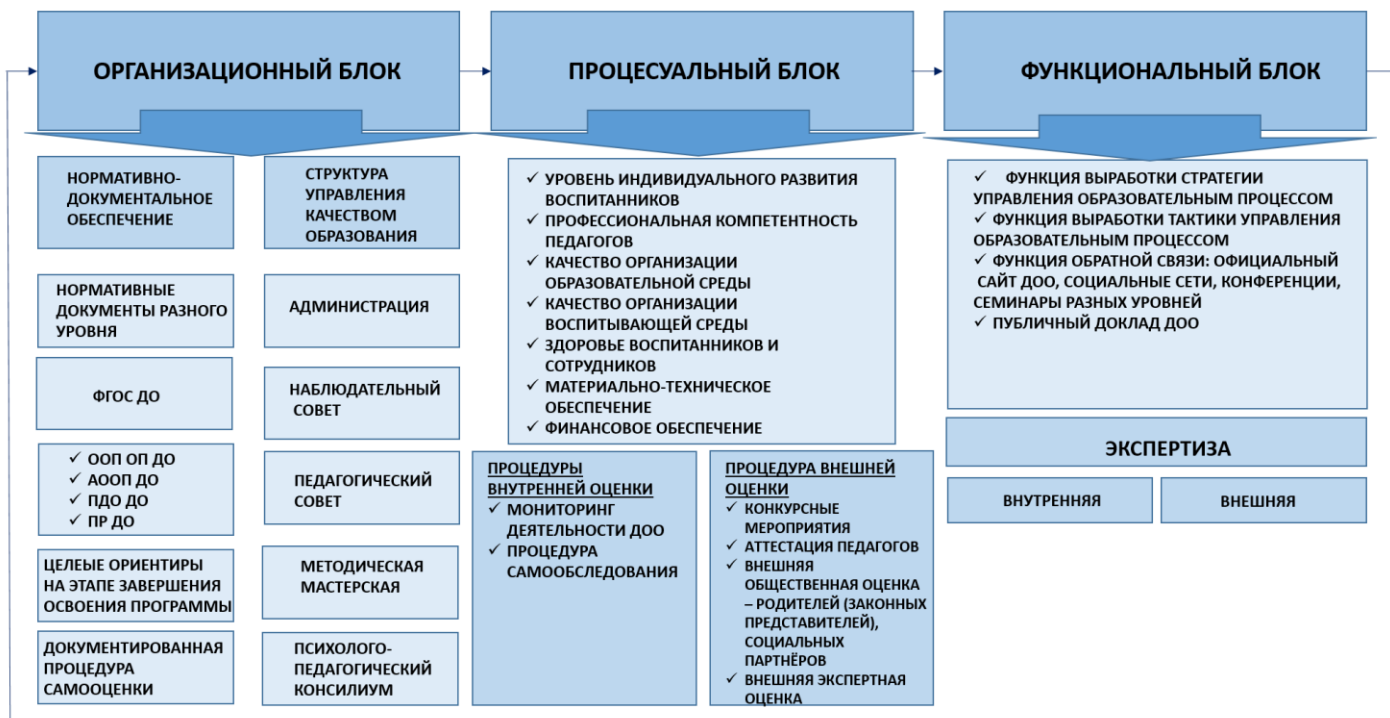 ОРГАНИЗАЦИОННЫЙ БЛОК
ПРОЦЕСУАЛЬНЫЙ БЛОК
ФУНКЦИОНАЛЬНЫЙ БЛОК
НОРМАТИВНО-
ДОКУМЕНТАЛЬНОЕ
ОБЕСПЕЧЕНИЕ
НОРМАТИВНЫЕ
ДОКУМЕНТЫ РАЗНОГО
УРОВНЯ
ФГОС ДО
✓ ООП ОП ДО
✓ АООП ДО
✓ ПДО ДО
✓ ПР ДО
ЦЕЛЕЫЕ ОРИЕНТИРЫ
НА ЭТАПЕ ЗАВЕРШЕНИЯ
ОСВОЕНИЯ ПРОГРАММЫ
ДОКУМЕНТИРОВАННАЯ
ПРОЦЕДУРА
САМООЦЕНКИ
СТРУКТУРА
УПРАВЛЕНИЯ
КАЧЕСТВОМ
ОБРАЗОВАНИЯ
АДМИНИСТРАЦИЯ
НАБЛЮДАТЕЛЬНЫЙ
СОВЕТ
ПЕДАГОГИЧЕСКИЙ
СОВЕТ
МЕТОДИЧЕСКАЯ
МАСТЕРСКАЯ
ПСИХОЛОГО-
ПЕДАГОГИЧЕСКИЙ
КОНСИЛИУМ
✓ УРОВЕНЬ ИНДИВИДУАЛЬНОГО РАЗВИТИЯ
ВОСПИТАННИКОВ
✓ ПРОФЕССИОНАЛЬНАЯ КОМПЕТЕНТНОСТЬ
ПЕДАГОГОВ
✓ КАЧЕСТВО ОРГАНИЗАЦИИ
ОБРАЗОВАТЕЛЬНОЙ СРЕДЫ
✓ КАЧЕСТВО ОРГАНИЗАЦИИ
ВОСПИТЫВАЮЩЕЙ СРЕДЫ
✓ ЗДОРОВЬЕ ВОСПИТАННИКОВ И
СОТРУДНИКОВ
✓ МАТЕРИАЛЬНО-ТЕХНИЧЕСКОЕ
ОБЕСПЕЧЕНИЕ
✓ ФИНАНСОВОЕ ОБЕСПЕЧЕНИЕ
ПРОЦЕДУРЫ
ВНУТРЕННЕЙ ОЦЕНКИ
✓ МОНИТОРИНГ
ДЕЯТЕЛЬНОСТИ ДОО
✓ ПРОЦЕДУРА
САМООБСЛЕДОВАНИЯ
ПРОЦЕДУРА ВНЕШНЕЙ
ОЦЕНКИ
✓ КОНКУРСНЫЕ
МЕРОПРИЯТИЯ
✓ АТТЕСТАЦИЯ ПЕДАГОГОВ
✓ ВНЕШНЯЯ
ОБЩЕСТВЕННАЯ ОЦЕНКА
– РОДИТЕЛЕЙ (ЗАКОННЫХ
ПРЕДСТАВИТЕЛЕЙ),
СОЦИАЛЬНЫХ
ПАРТНЁРОВ
✓ ВНЕШНЯЯ ЭКСПЕРТНАЯ
ОЦЕНКА
✓ ФУНКЦИЯ ВЫРАБОТКИ СТРАТЕГИИ
УПРАВЛЕНИЯ ОБРАЗОВАТЕЛЬНЫМ ПРОЦЕССОМ
✓ ФУНКЦИЯ ВЫРАБОТКИ ТАКТИКИ УПРАВЛЕНИЯ
ОБРАЗОВАТЕЛЬНЫМ ПРОЦЕССОМ
✓ ФУНКЦИЯ ОБРАТНОЙ СВЯЗИ: ОФИЦИАЛЬНЫЙ
САЙТ ДОО, СОЦИАЛЬНЫЕ СЕТИ, КОНФЕРЕНЦИИ,
СЕМИНАРЫ РАЗНЫХ УРОВНЕЙ
✓ ПУБЛИЧНЫЙ ДОКЛАД ДОО
ЭКСПЕРТИЗА
ВНУТРЕННЯЯ
ВНЕШНЯЯ